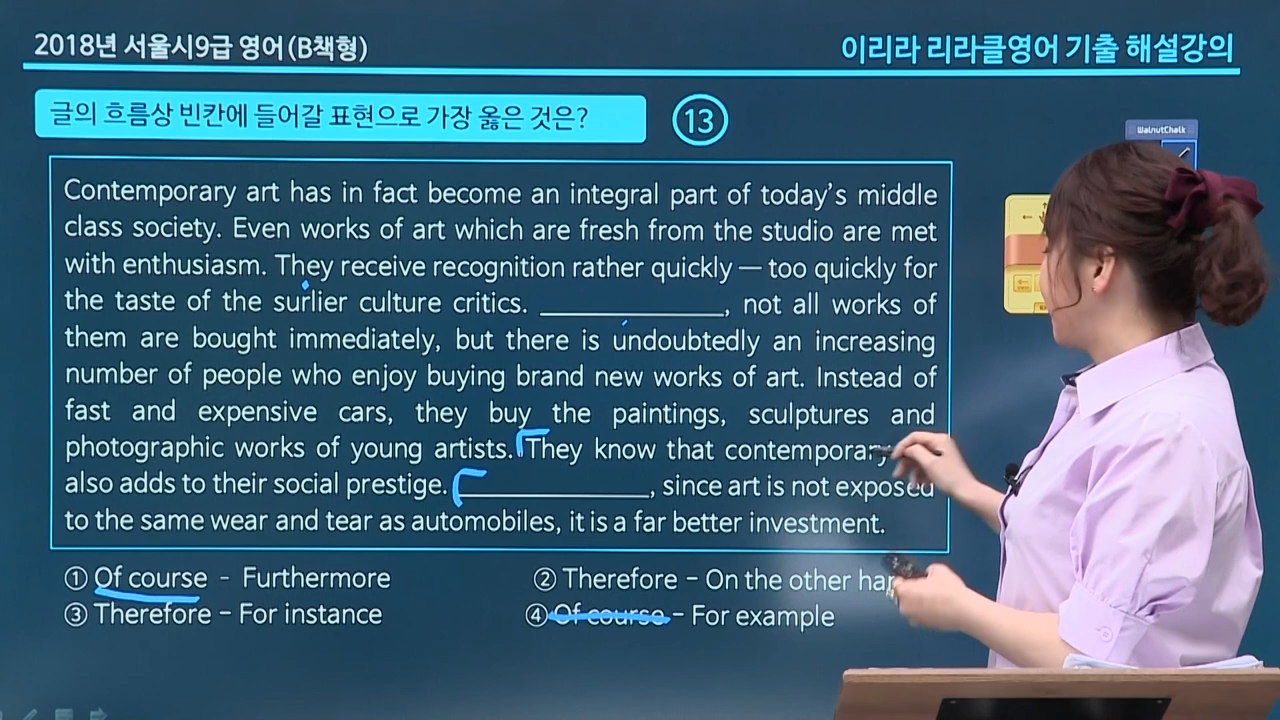 2018년 서울시9급 영어(B책형)
이리라 리라클영어 기출 해설강의
글의 흐름상 빈칸에 들어갈 표현으로 가장 옳은 것은?
13
WalnutChalk
Contemporary art has in fact become an integral part of today's middle
class society. Even works of art which are fresh from the studio are met
with enthusiasm. They receive recognition rather quickly — too quickly for
the taste of the surlier culture critics. __________, not all works of
them are bought immediately, but there is undoubtedly an increasing
number of people who enjoy buying brand new works of art. Instead of
fast and expensive cars, they buy the paintings, sculptures and
photographic works of young artists. They know that contemporary
also adds to their social prestige. __________, since art is not exposed
to the same wear and tear as automobiles, it is a far better investment.
① Of course - Furthermore
② Therefore - On the other
③ Therefore - For instance
④ Of course - For example